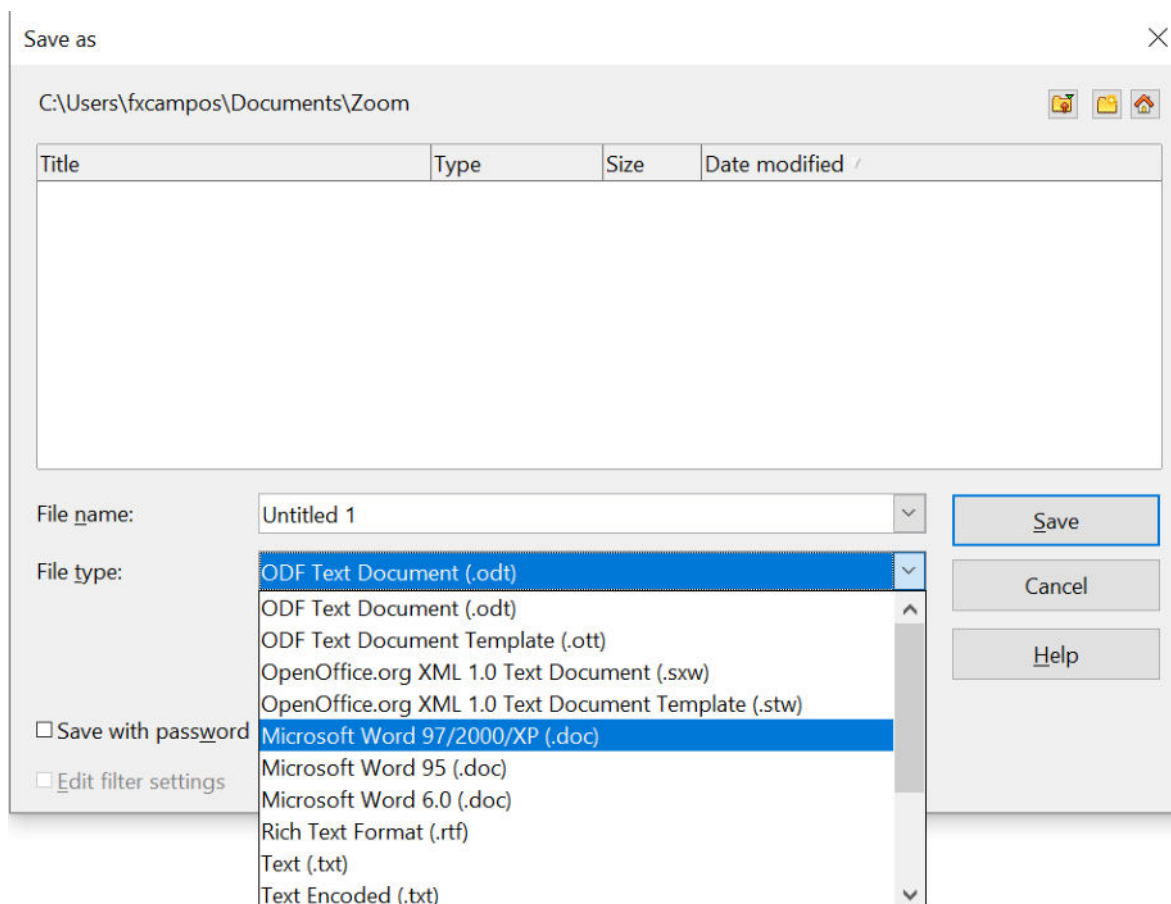 Save as
C:\Users\fxcampos\Documents\Zoom
Title Type Size Date modified
File name: Untitled 1 Save
File type: ODF Text Document (.odt) Cancel
ODF Text Document (.odt)
ODF Text Document Template (.ott)
OpenOffice.org XML 1.0 Text Document (.sxw) Help
OpenOffice.org XML 1.0 Text Document Template (.stw)
Save with password Microsoft Word 97/2000/XP (.doc)
Microsoft Word 95 (.doc)
Edit filter settings
Microsoft Word 6.0 (.doc)
Rich Text Format (.rtf)
Text (.txt)
Text Encoded (.txt)